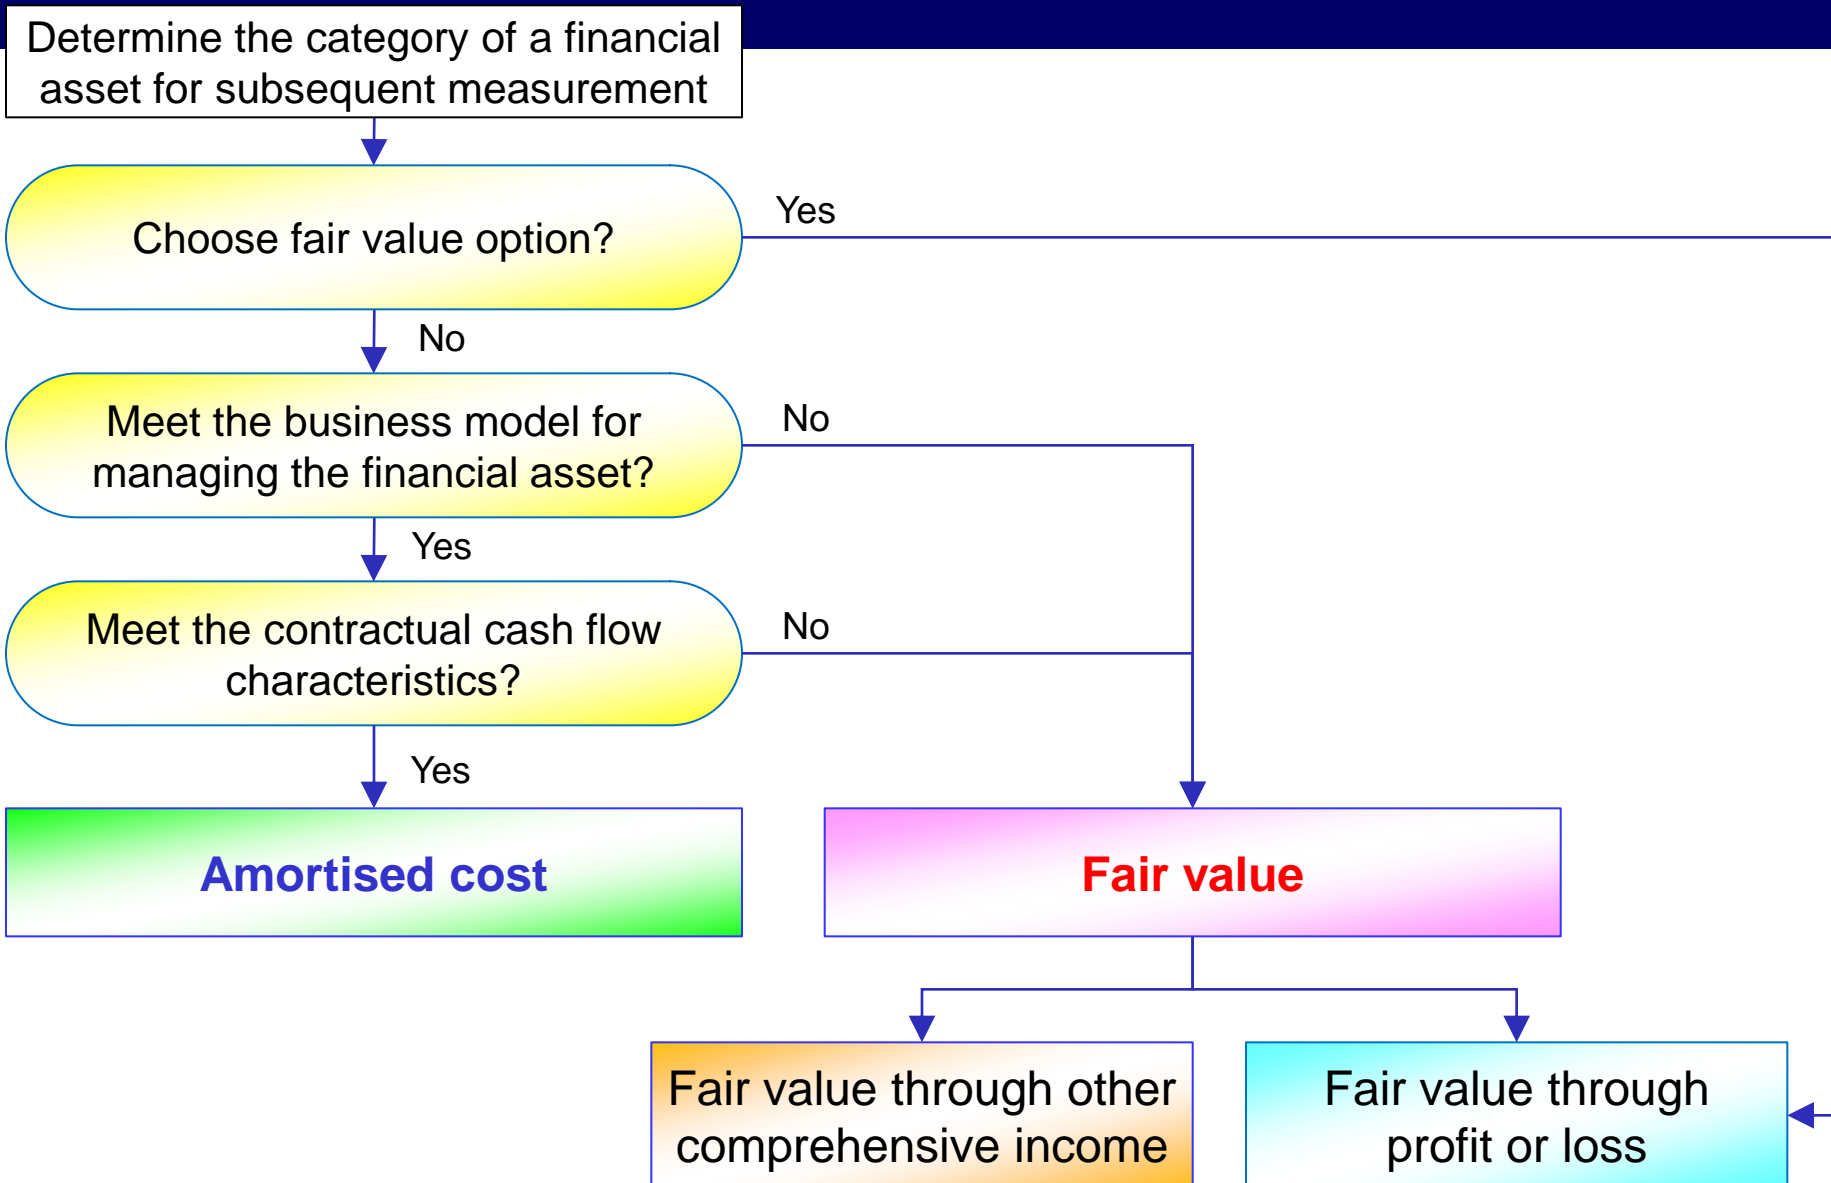 Determine the category of a financial
asset for subsequent measurement
Choose fair value option?
Yes
No
Meet the business model for
managing the financial asset?
No
Yes
Meet the contractual cash flow
characteristics?
No
Yes
Amortised cost
Fair value
Fair value through other
comprehensive income
Fair value through
profit or loss